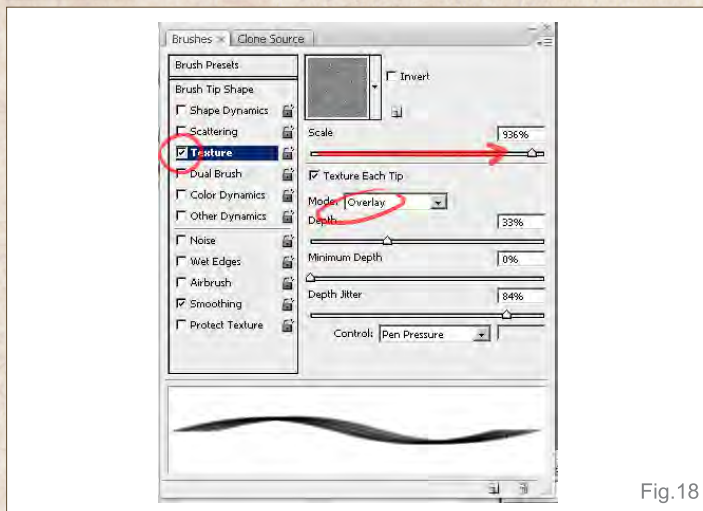 Brushes × Clone Source
Brush Presets
Brush Tip Shape
Shape Dynamics
Scattering
Texture
Dual Brush
Color Dynamics
Other Dynamics
Noise
Wet Edges
Airbrush
Smoothing
Protect Texture
Invert
Scale 936%
Texture Each Tip
Mode: Overlay
Depth 33%
Minimum Depth 0%
Depth Jitter 84%
Control: Pen Pressure
Fig.18